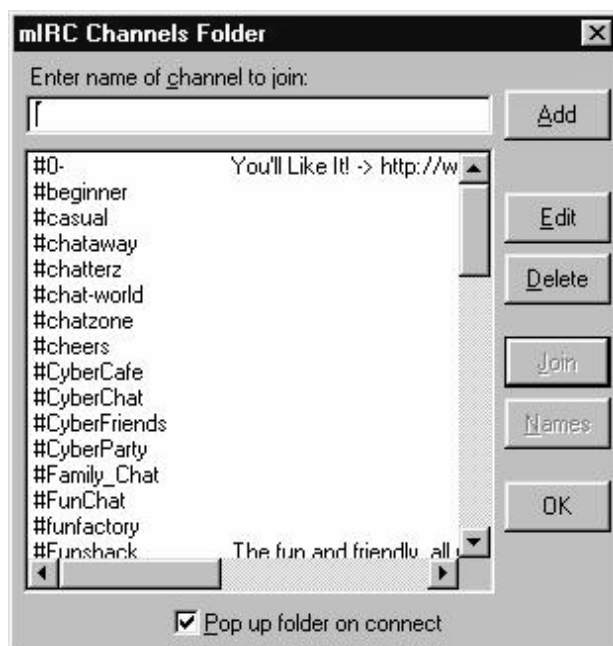 mIRC Channels Folder
Enter name of channel to join:
Add
#0- You'll Like It! -> http://w
#beginner
#casual
#chataway
#chatterz
#chat-world
#chatzone
#cheers
#CyberCafe
#CyberChat
#CyberFriends
#CyberParty
#Family_Chat
#FunChat
#funfactory
#Funshack The fun and friendly, all
Edit
Delete
Join
Names
OK
Pop up folder on connect